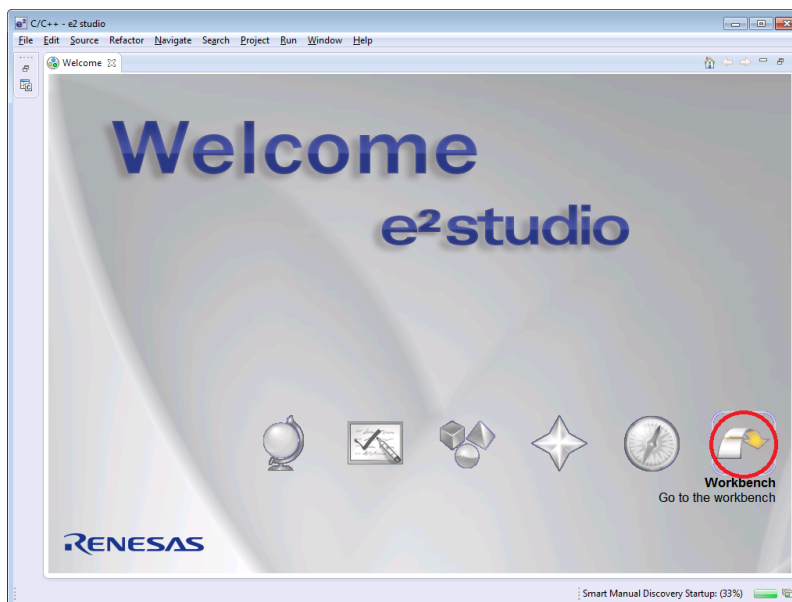 C/C++ - e2 studio
File Edit Source Refactor Navigate Search Project Run Window Help
Welcome
Welcome
e²studio
Workbench
Go to the workbench
RENESAS
Smart Manual Discovery Startup: (33%)